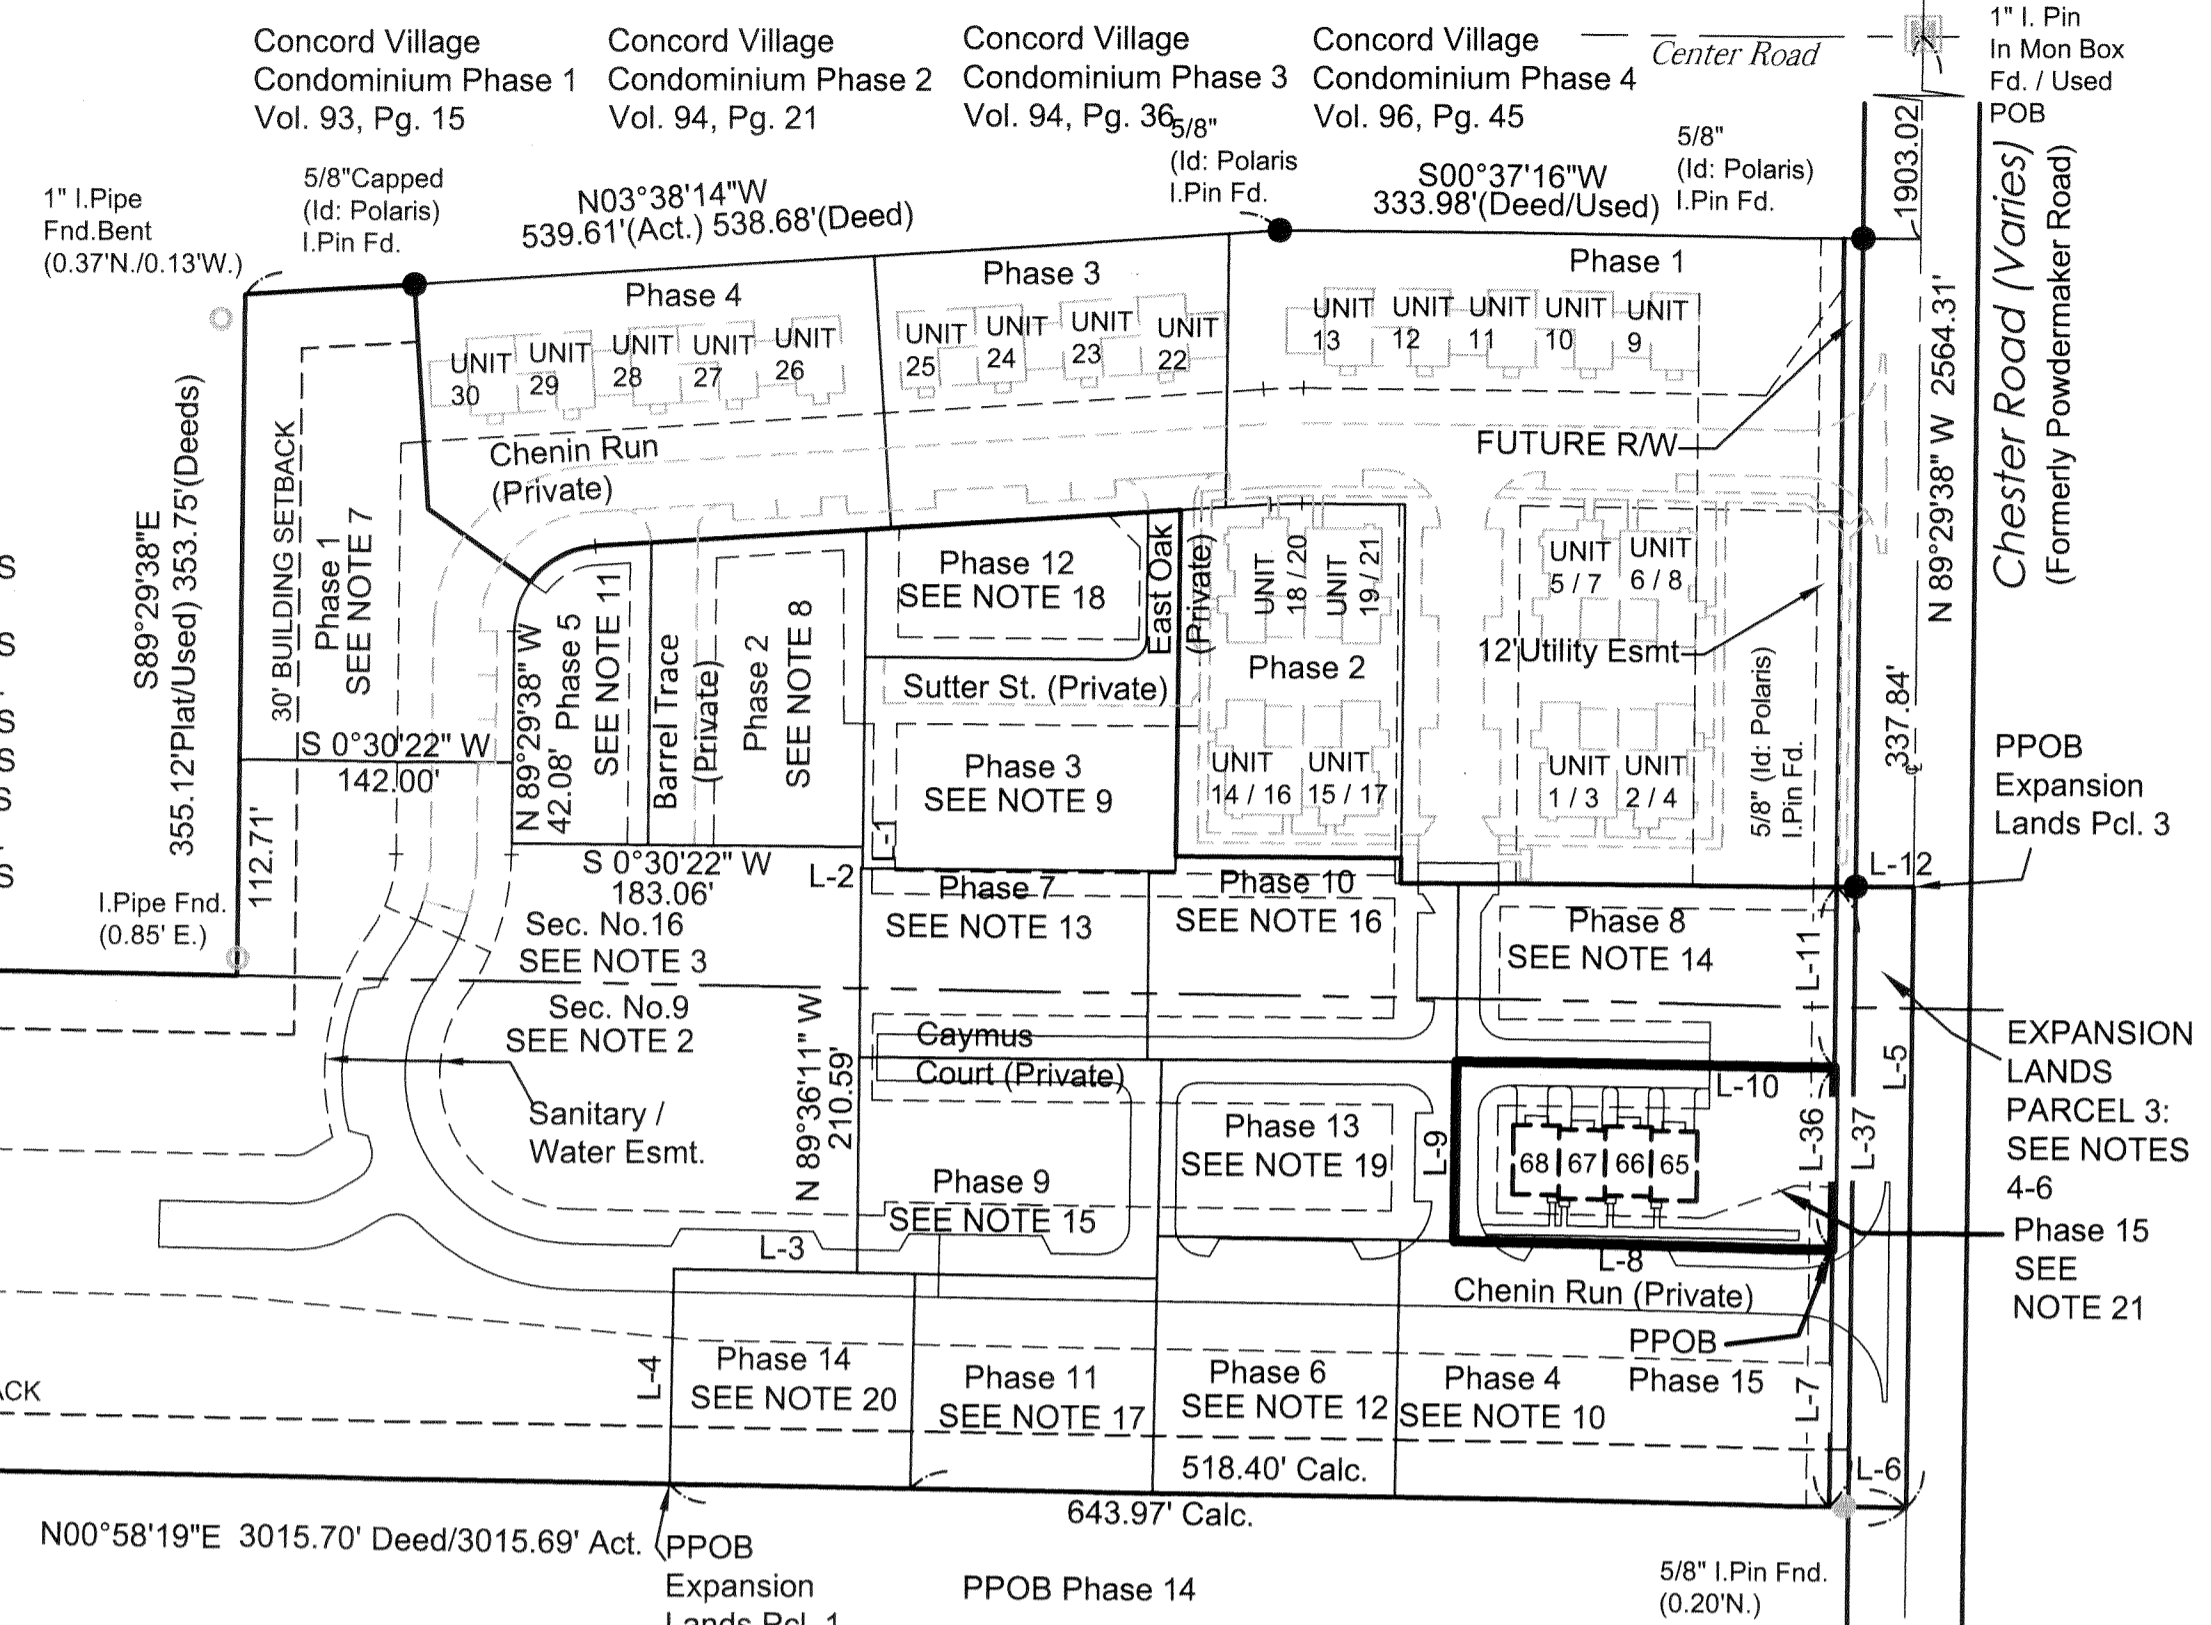 Concord Village
Condominium Phase 1
Vol. 93, Pg. 15
Concord Village
Condominium Phase 2
Vol. 94, Pg. 21
Concord Village
Condominium Phase 3
Vol. 94, Pg. 36
Concord Village
Condominium Phase 4
Vol. 96, Pg. 45
Center Road
1" I. Pin
In Mon Box
Fd. / Used
POB
1903.02
Chester Road (Varies)
(Formerly Powdermaker Road)
1" I.Pipe
Fnd.Bent
(0.37'N./0.13'W.)
5/8"Capped
(Id: Polaris)
I.Pin Fd.
N03°38'14"W
539.61'(Act.) 538.68'(Deed)
5/8"
(Id: Polaris
I.Pin Fd.
S00°37'16"W
333.98'(Deed/Used)
5/8"
(Id: Polaris)
I.Pin Fd.
Phase 4
Phase 3
Phase 1
UNIT
30
UNIT
29
UNIT
28
UNIT
27
UNIT
26
UNIT
25
UNIT
24
UNIT
23
UNIT
22
UNIT
13
UNIT
12
UNIT
11
UNIT
10
UNIT
9
N 89°29'38" W 2564.31'
Chenin Run
(Private)
FUTURE R/W
S89°29'38"E
355.12'Plat/Used) 353.75'(Deeds)
30' BUILDING SETBACK
Phase 1
SEE NOTE 7
N 89°29'38" W
42.08'
Phase 5
SEE NOTE 11
Barrel Trace
(Private)
Phase 2
SEE NOTE 8
Phase 12
SEE NOTE 18
East Oak
(Private)
UNIT
18 / 20
UNIT
19 / 21
UNIT
5 / 7
UNIT
6 / 8
12'Utility Esmt
Phase 2
Sutter St. (Private)
5/8" (Id: Polaris)
I.Pin Fd.
337.84'
PPOB
Expansion
Lands Pcl. 3
S 0°30'22" W
142.00'
Phase 3
SEE NOTE 9
L-1
UNIT
14 / 16
UNIT
15 / 17
UNIT
1 / 3
UNIT
2 / 4
112.71'
I.Pipe Fnd.
(0.85' E.)
S 0°30'22" W
183.06'
L-2
L-12
Phase 7
SEE NOTE 13
Phase 10
SEE NOTE 16
Phase 8
SEE NOTE 14
L-11
Sec. No.16
SEE NOTE 3
Sec. No.9
SEE NOTE 2
N 89°36'11" W
210.59'
Caymus
Court (Private)
L-5
EXPANSION
LANDS
PARCEL 3:
SEE NOTES
4-6
L-10
L-36
L-37
L-9
Sanitary /
Water Esmt.
Phase 13
SEE NOTE 19
68
67
66
65
Phase 9
SEE NOTE 15
Phase 15
SEE
NOTE 21
L-3
L-8
Chenin Run (Private)
PPOB
Phase 15
L-4
Phase 14
SEE NOTE 20
Phase 11
SEE NOTE 17
Phase 6
SEE NOTE 12
Phase 4
SEE NOTE 10
L-7
L-6
518.40' Calc.
643.97' Calc.
N00°58'19"E 3015.70' Deed/3015.69' Act.
PPOB
Expansion
Lands Pcl. 1
PPOB Phase 14
5/8" I.Pin Fnd.
(0.20'N.)